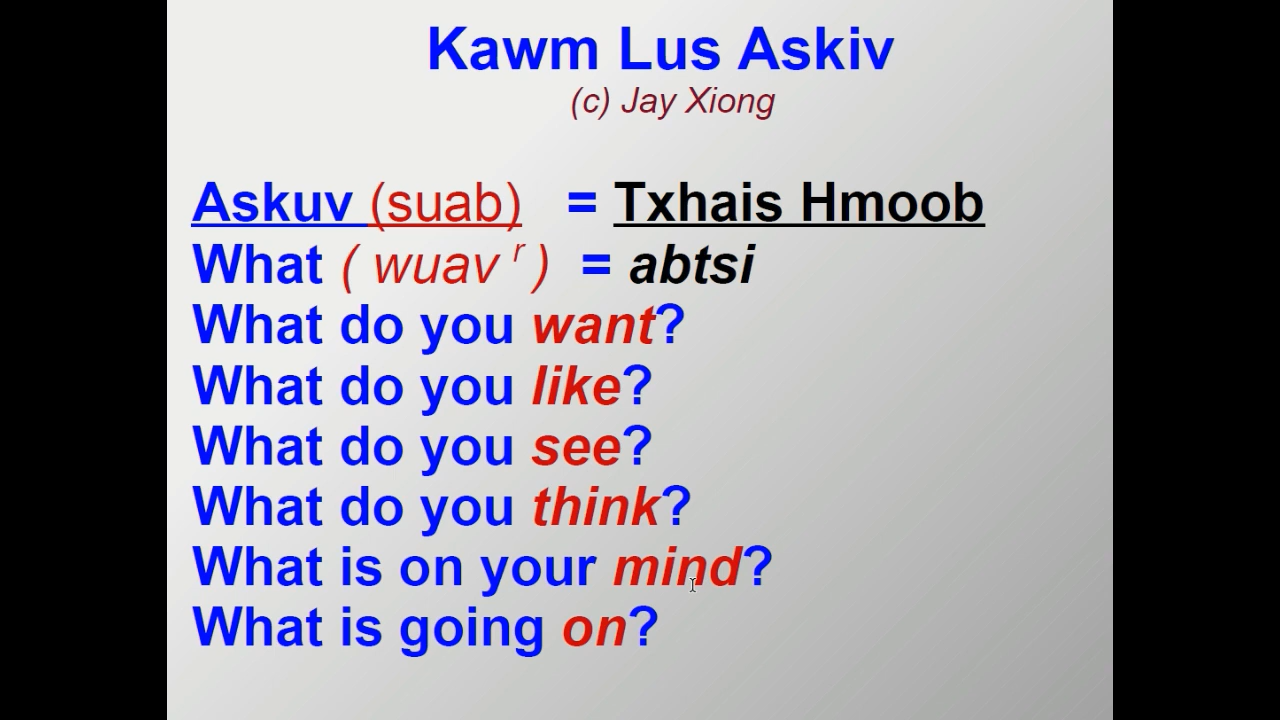 Kawm Lus Askiv
(c) Jay Xiong
Askuv (suab) = Txhais Hmoob
What ( wuav ʳ ) = abtsi
What do you want?
What do you like?
What do you see?
What do you think?
What is on your mind?
What is going on?